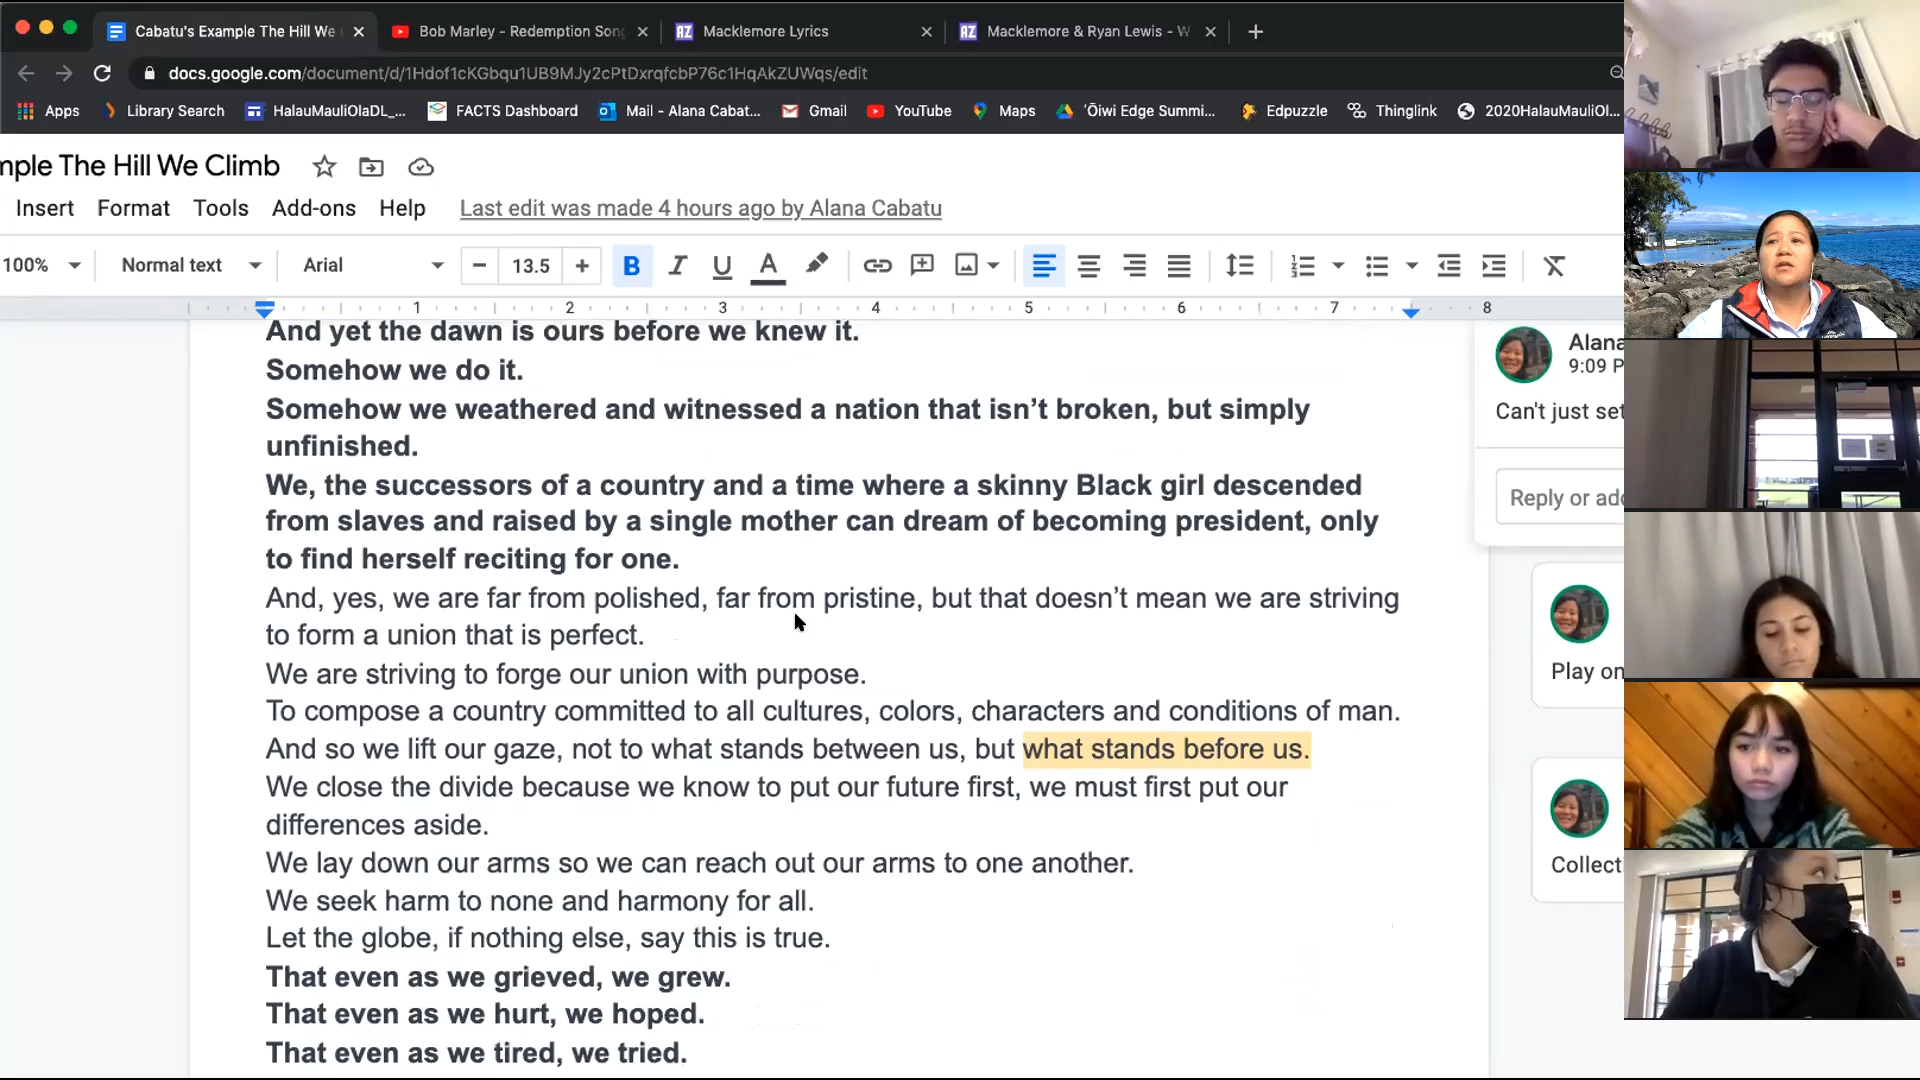 Cabatu's Example The Hill We
Bob Marley - Redemption Song
AZ
Macklemore Lyrics
AZ
Macklemore & Ryan Lewis - W
docs.google.com/document/d/1Hdof1cKGbqu1UB9MJy2cPtDxrqfcbP76c1HqAkZUWqs/edit
Apps
Library Search
HalauMauliOlaDL_...
FACTS Dashboard
Mail - Alana Cabat...
Gmail
YouTube
Maps
ʻŌiwi Edge Summi...
Edpuzzle
Thinglink
2020HalauMauliOl...
mple The Hill We Climb
Insert Format Tools Add-ons Help Last edit was made 4 hours ago by Alana Cabatu
100% Normal text Arial 13.5 B I U A
1 2 3 4 5 6 7 8
And yet the dawn is ours before we knew it.
Somehow we do it.
Somehow we weathered and witnessed a nation that isn’t broken, but simply
unfinished.
We, the successors of a country and a time where a skinny Black girl descended
from slaves and raised by a single mother can dream of becoming president, only
to find herself reciting for one.
And, yes, we are far from polished, far from pristine, but that doesn’t mean we are striving
to form a union that is perfect.
We are striving to forge our union with purpose.
To compose a country committed to all cultures, colors, characters and conditions of man.
And so we lift our gaze, not to what stands between us, but what stands before us.
We close the divide because we know to put our future first, we must first put our
differences aside.
We lay down our arms so we can reach out our arms to one another.
We seek harm to none and harmony for all.
Let the globe, if nothing else, say this is true.
That even as we grieved, we grew.
That even as we hurt, we hoped.
That even as we tired, we tried.
Alana
9:09 P
Can't just set
Reply or add
Play on
Collect